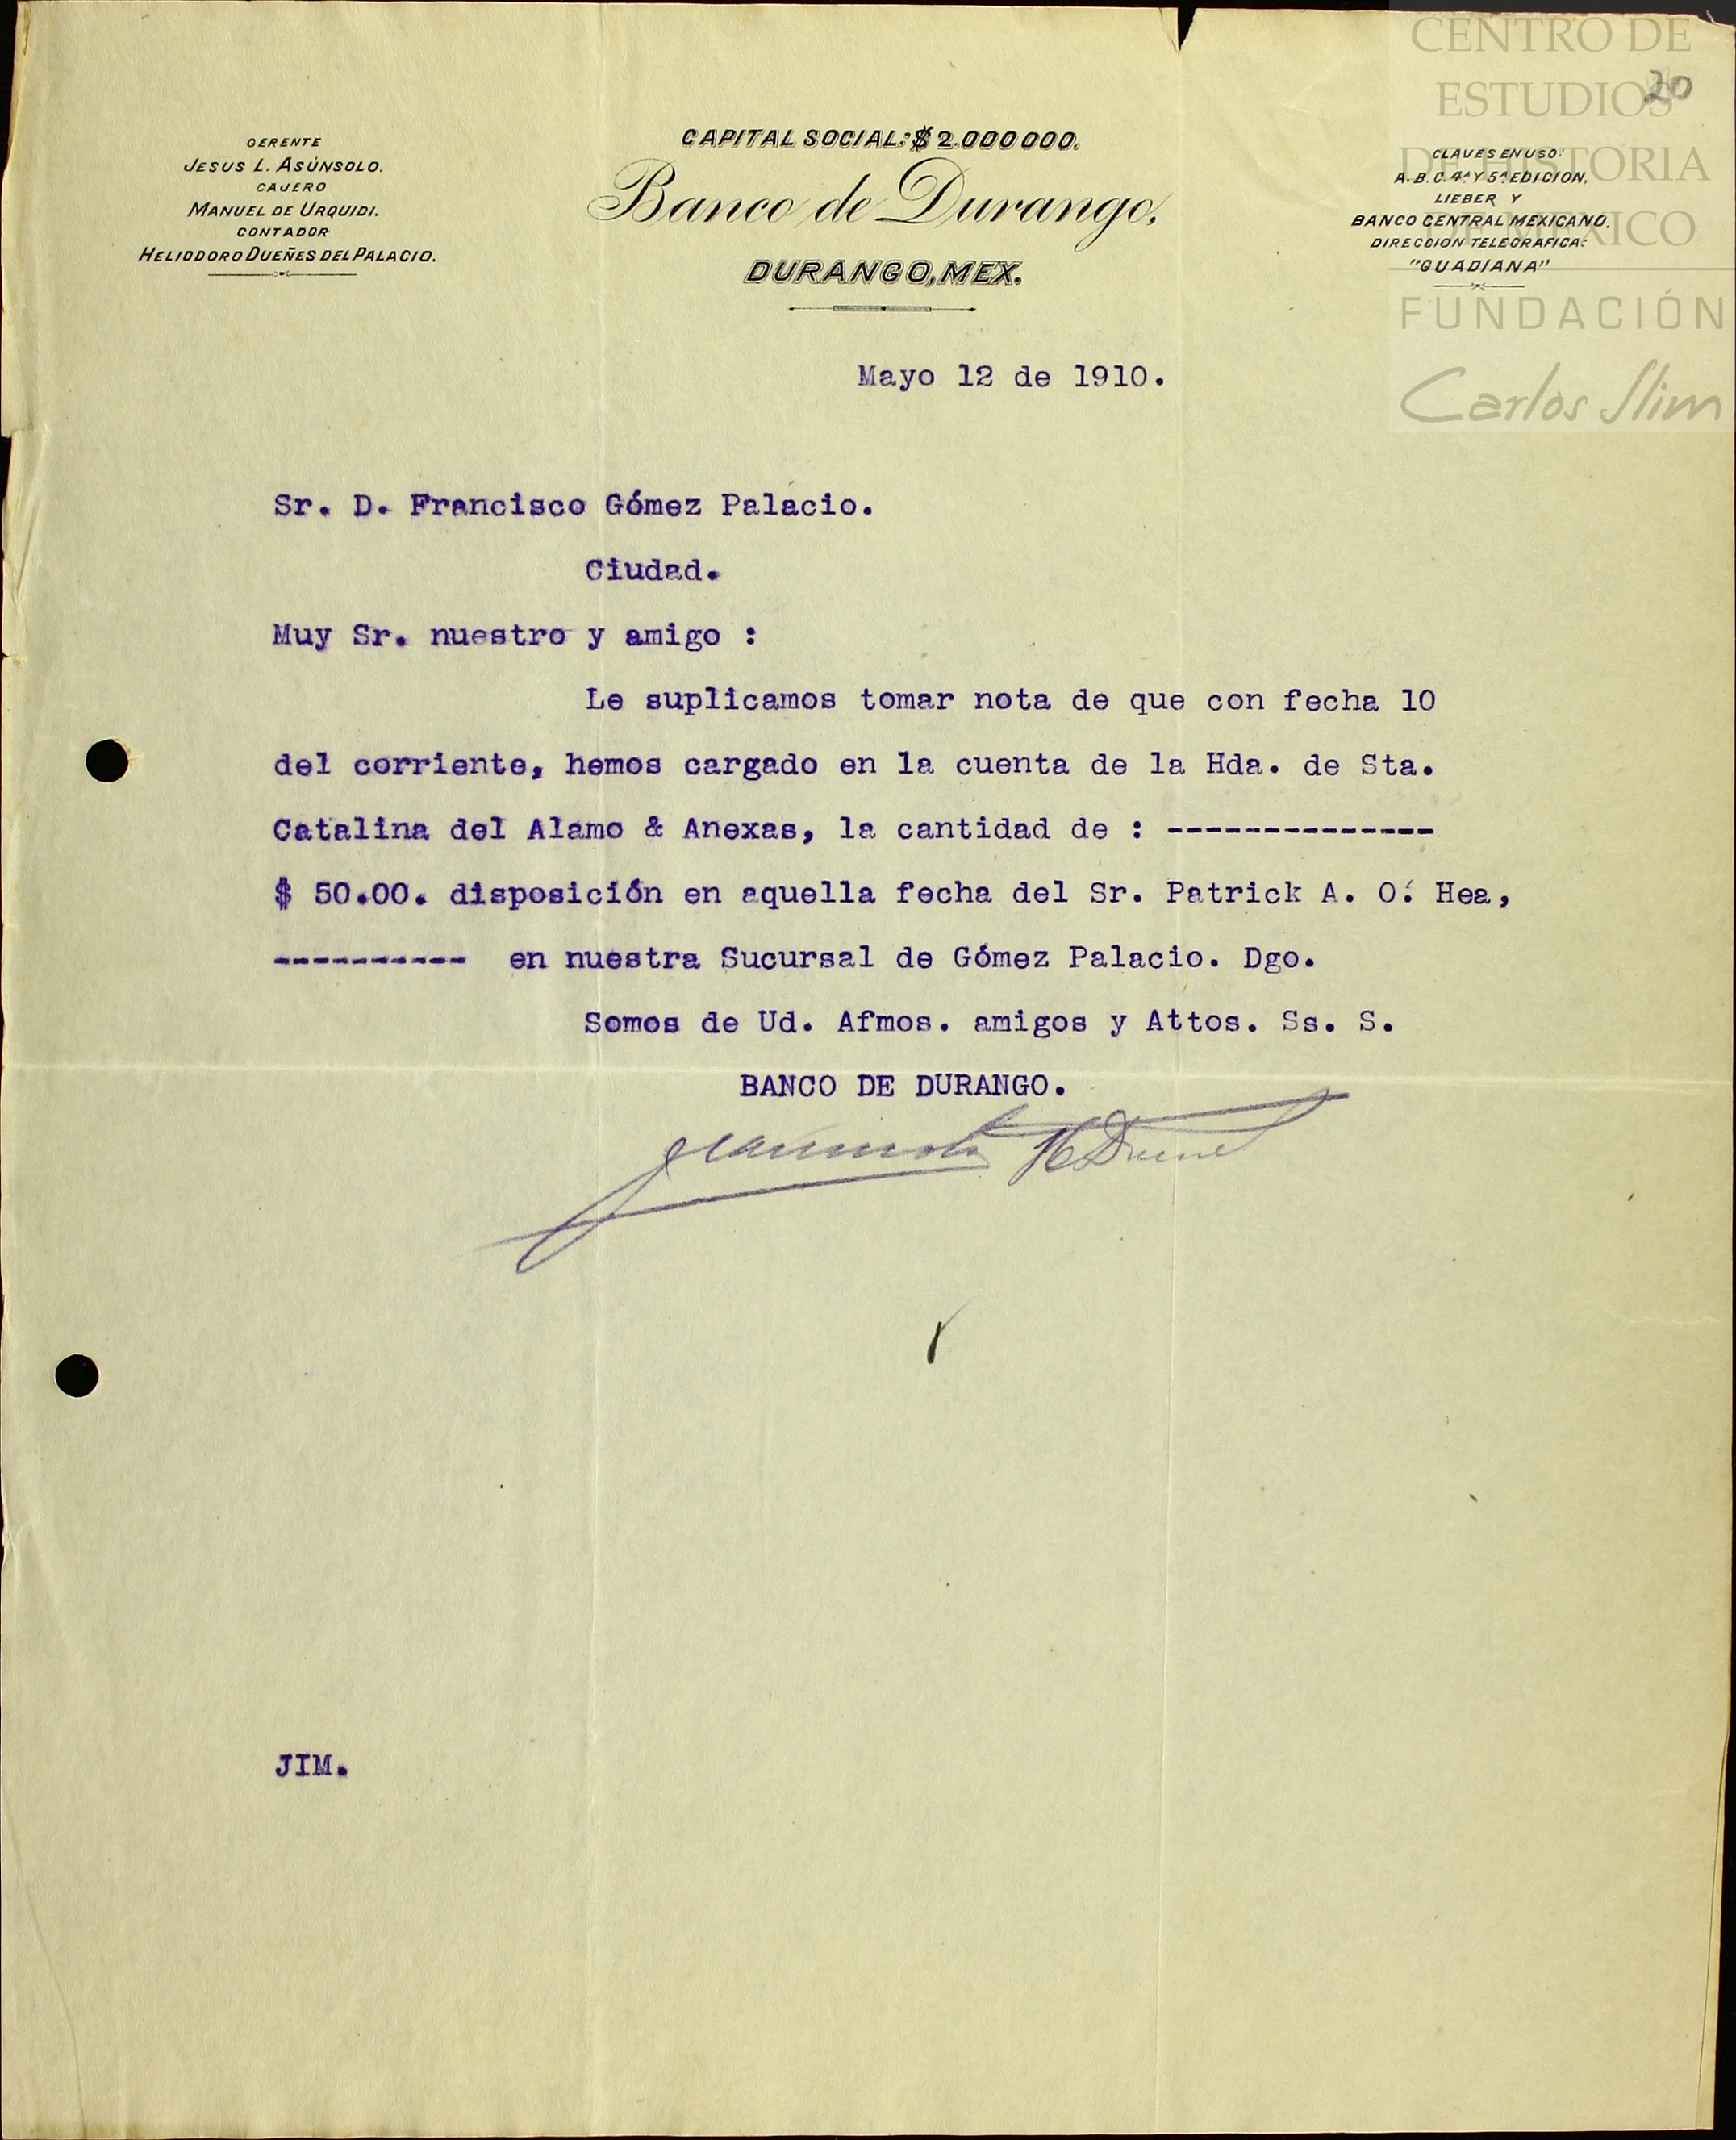 CENTRO DE
ESTUDIOS
DE HISTORIA
DE MÉXICO
FUNDACIÓN
Carlos Slim
20
GERENTE
JESUS L. ASÚNSOLO.
CAJERO
MANUEL DE URQUIDI.
CONTADOR
HELIODORO DUEÑES DEL PALACIO.
CAPITAL SOCIAL: $ 2.000 000.
Banco de Durango,
DURANGO, MEX.
CLAVES EN USO:
A. B. C. 4ª Y 5ª EDICION,
LIEBER Y
BANCO CENTRAL MEXICANO.
DIRECCION TELEGRAFICA:
"GUADIANA"
Mayo 12 de 1910.
Sr. D. Francisco Gómez Palacio.
Ciudad.
Muy Sr. nuestro y amigo :
Le suplicamos tomar nota de que con fecha 10
del corriente, hemos cargado en la cuenta de la Hda. de Sta.
Catalina del Alamo & Anexas, la cantidad de : --------------
$ 50.00. disposición en aquella fecha del Sr. Patrick A. O´. Hea,
---------- en nuestra Sucursal de Gómez Palacio. Dgo.
Somos de Ud. Afmos. amigos y Attos. Ss. S.
BANCO DE DURANGO.
JIM.